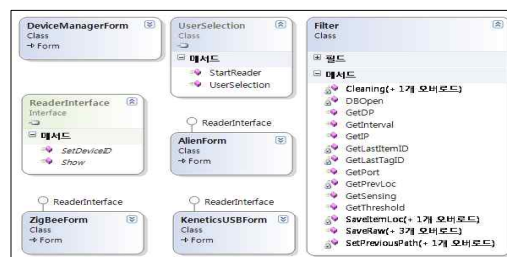 DeviceManagerForm
Class
→ Form
UserSelection
Class
메서드
StartReader
UserSelection
ReaderInterface
Interface
메서드
SetDeviceID
Show
ReaderInterface
AlienForm
Class
→ Form
ReaderInterface
ZigBeeForm
Class
→ Form
ReaderInterface
KeneticsUSBForm
Class
→ Form
Filter
Class
필드
메서드
Cleaning(+ 1개 오버로드)
DBOpen
GetDP
GetInterval
GetIP
GetLastItemID
GetLastTagID
GetPort
GetPrevLoc
GetSensing
GetThreshold
SaveItemLoc(+ 1개 오버로드)
SaveRaw(+ 3개 오버로드)
SetPreviousPath(+ 1개 오버로드)